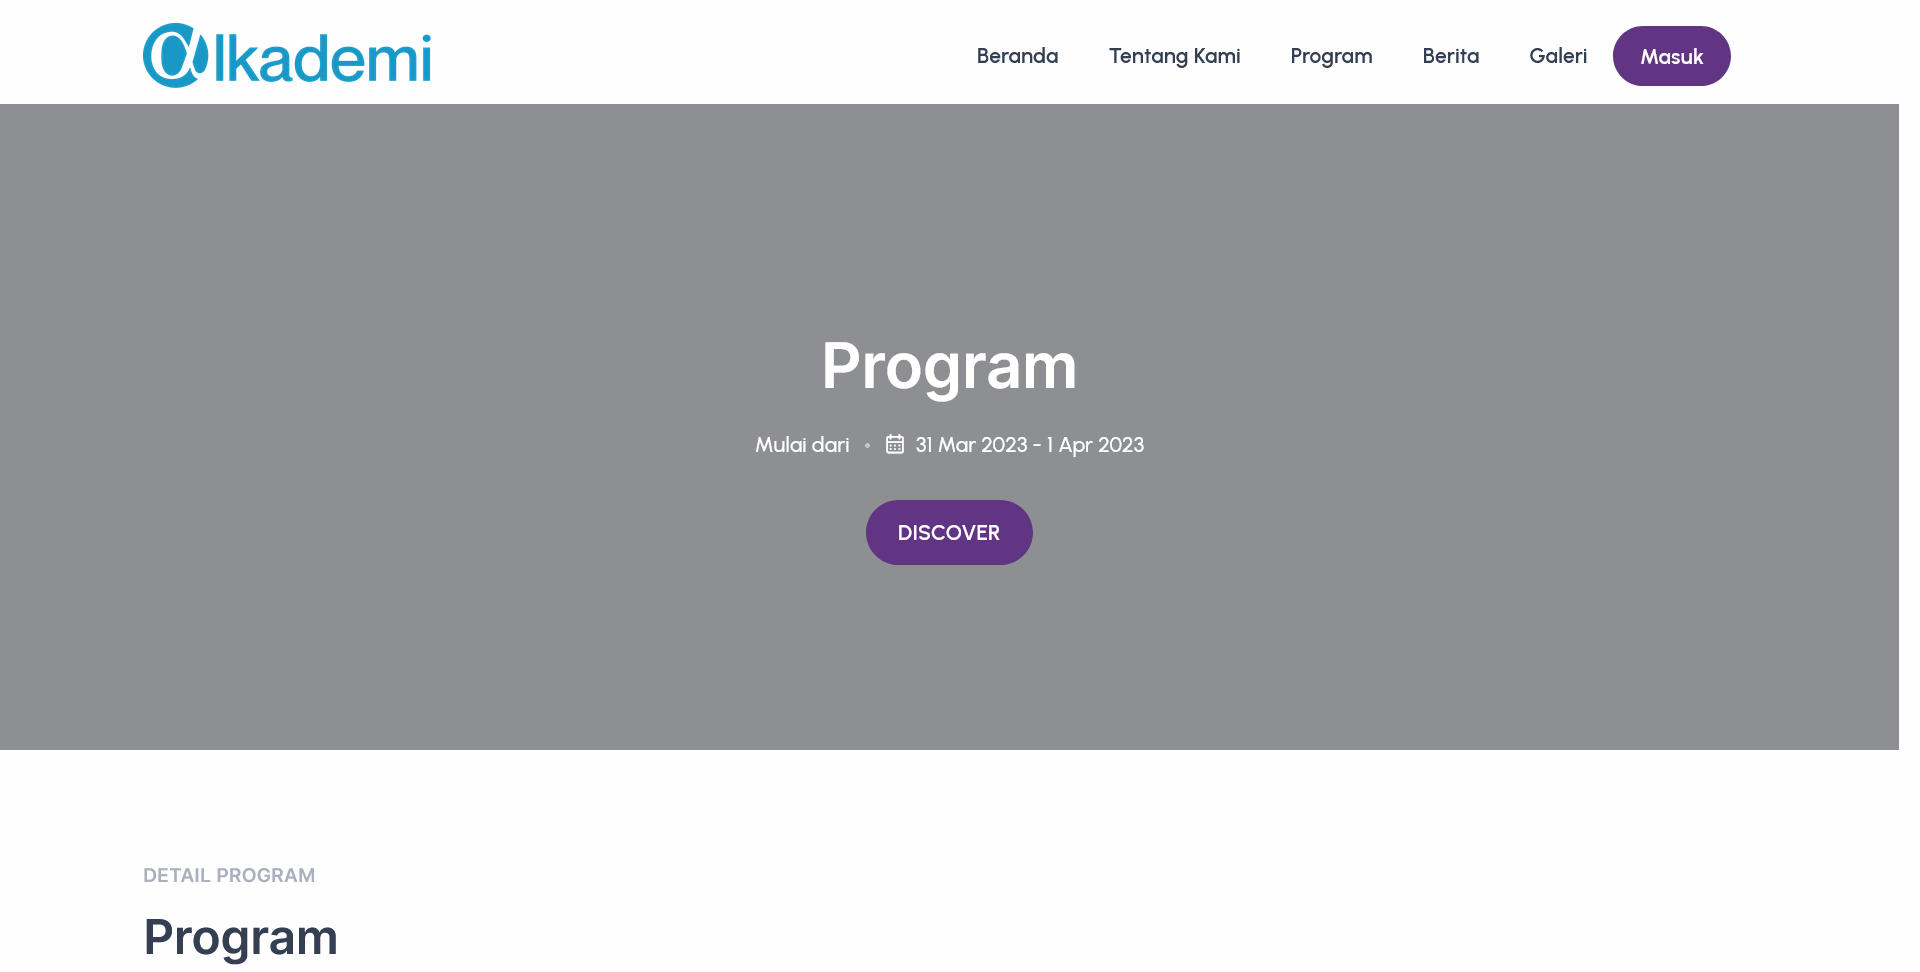 @lkademi
Beranda Tentang Kami Program Berita Galeri Masuk
Program
Mulai dari • 31 Mar 2023 - 1 Apr 2023
DISCOVER
DETAIL PROGRAM
Program